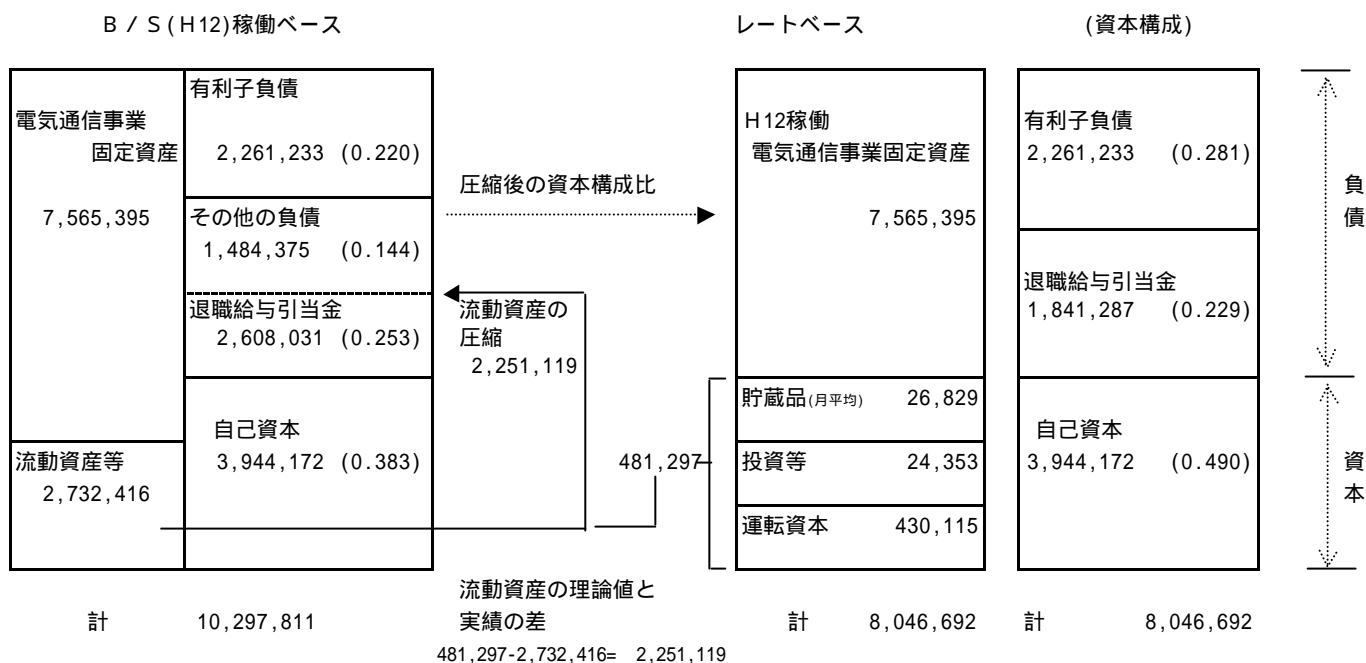 Ｂ / Ｓ(Ｈ12)稼働ベース
電気通信事業
固定資産
7,565,395
流動資産等
2,732,416
有利子負債
2,261,233 (0.220)
その他の負債
1,484,375 (0.144)
退職給与引当金
2,608,031 (0.253)
自己資本
3,944,172 (0.383)
計 10,297,811
圧縮後の資本構成比
流動資産の
圧縮
2,251,119
481,297
流動資産の理論値と
実績の差
481,297-2,732,416= 2,251,119
レートベース
Ｈ12稼働
電気通信事業固定資産
7,565,395
貯蔵品(月平均) 26,829
投資等 24,353
運転資本 430,115
計 8,046,692
(資本構成)
有利子負債
2,261,233 (0.281)
退職給与引当金
1,841,287 (0.229)
自己資本
3,944,172 (0.490)
計 8,046,692
負
債
資
本